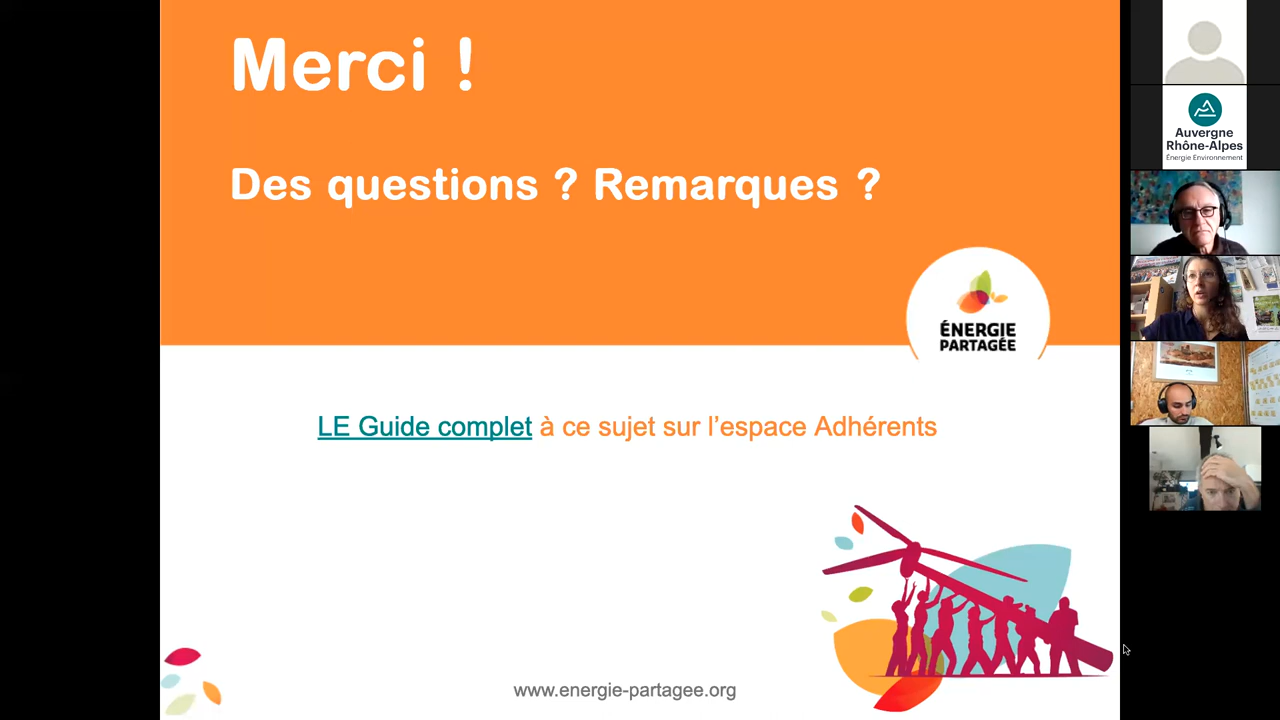 Merci !
Des questions ? Remarques ?
ÉNERGIE
PARTAGÉE
LE Guide complet à ce sujet sur l'espace Adhérents
www.energie-partagee.org
Auvergne
Rhône-Alpes
Énergie Environnement